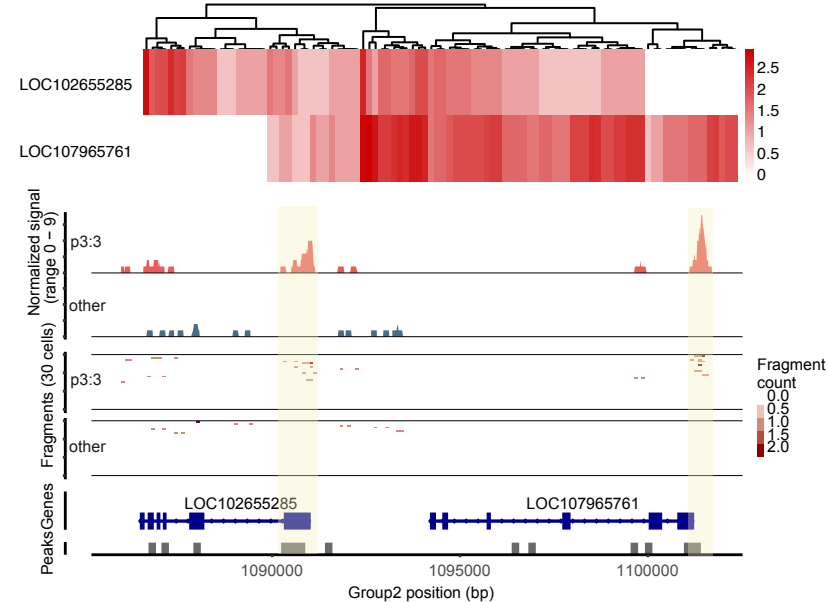 LOC102655285
LOC107965761
2.5
2
1.5
1
0.5
0
Normalized signal
(range 0 − 9)
p3:3
other
Fragments (30 cells)
p3:3
other
Fragment
count
0.0
0.5
1.0
1.5
2.0
Genes
LOC102655285
LOC107965761
Peaks
1090000
1095000
1100000
Group2 position (bp)